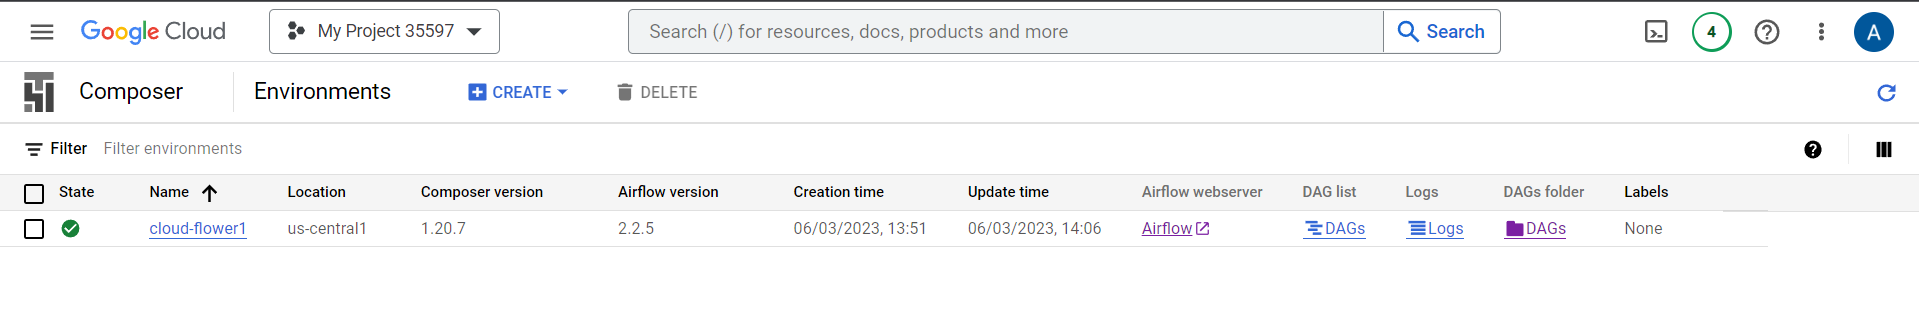 Google Cloud My Project 35597 Search (/) for resources, docs, products and more Search 4 A
Composer Environments CREATE DELETE
Filter Filter environments
State Name Location Composer version Airflow version Creation time Update time Airflow webserver DAG list Logs DAGs folder Labels
cloud-flower1 us-central1 1.20.7 2.2.5 06/03/2023, 13:51 06/03/2023, 14:06 Airflow DAGs Logs DAGs None